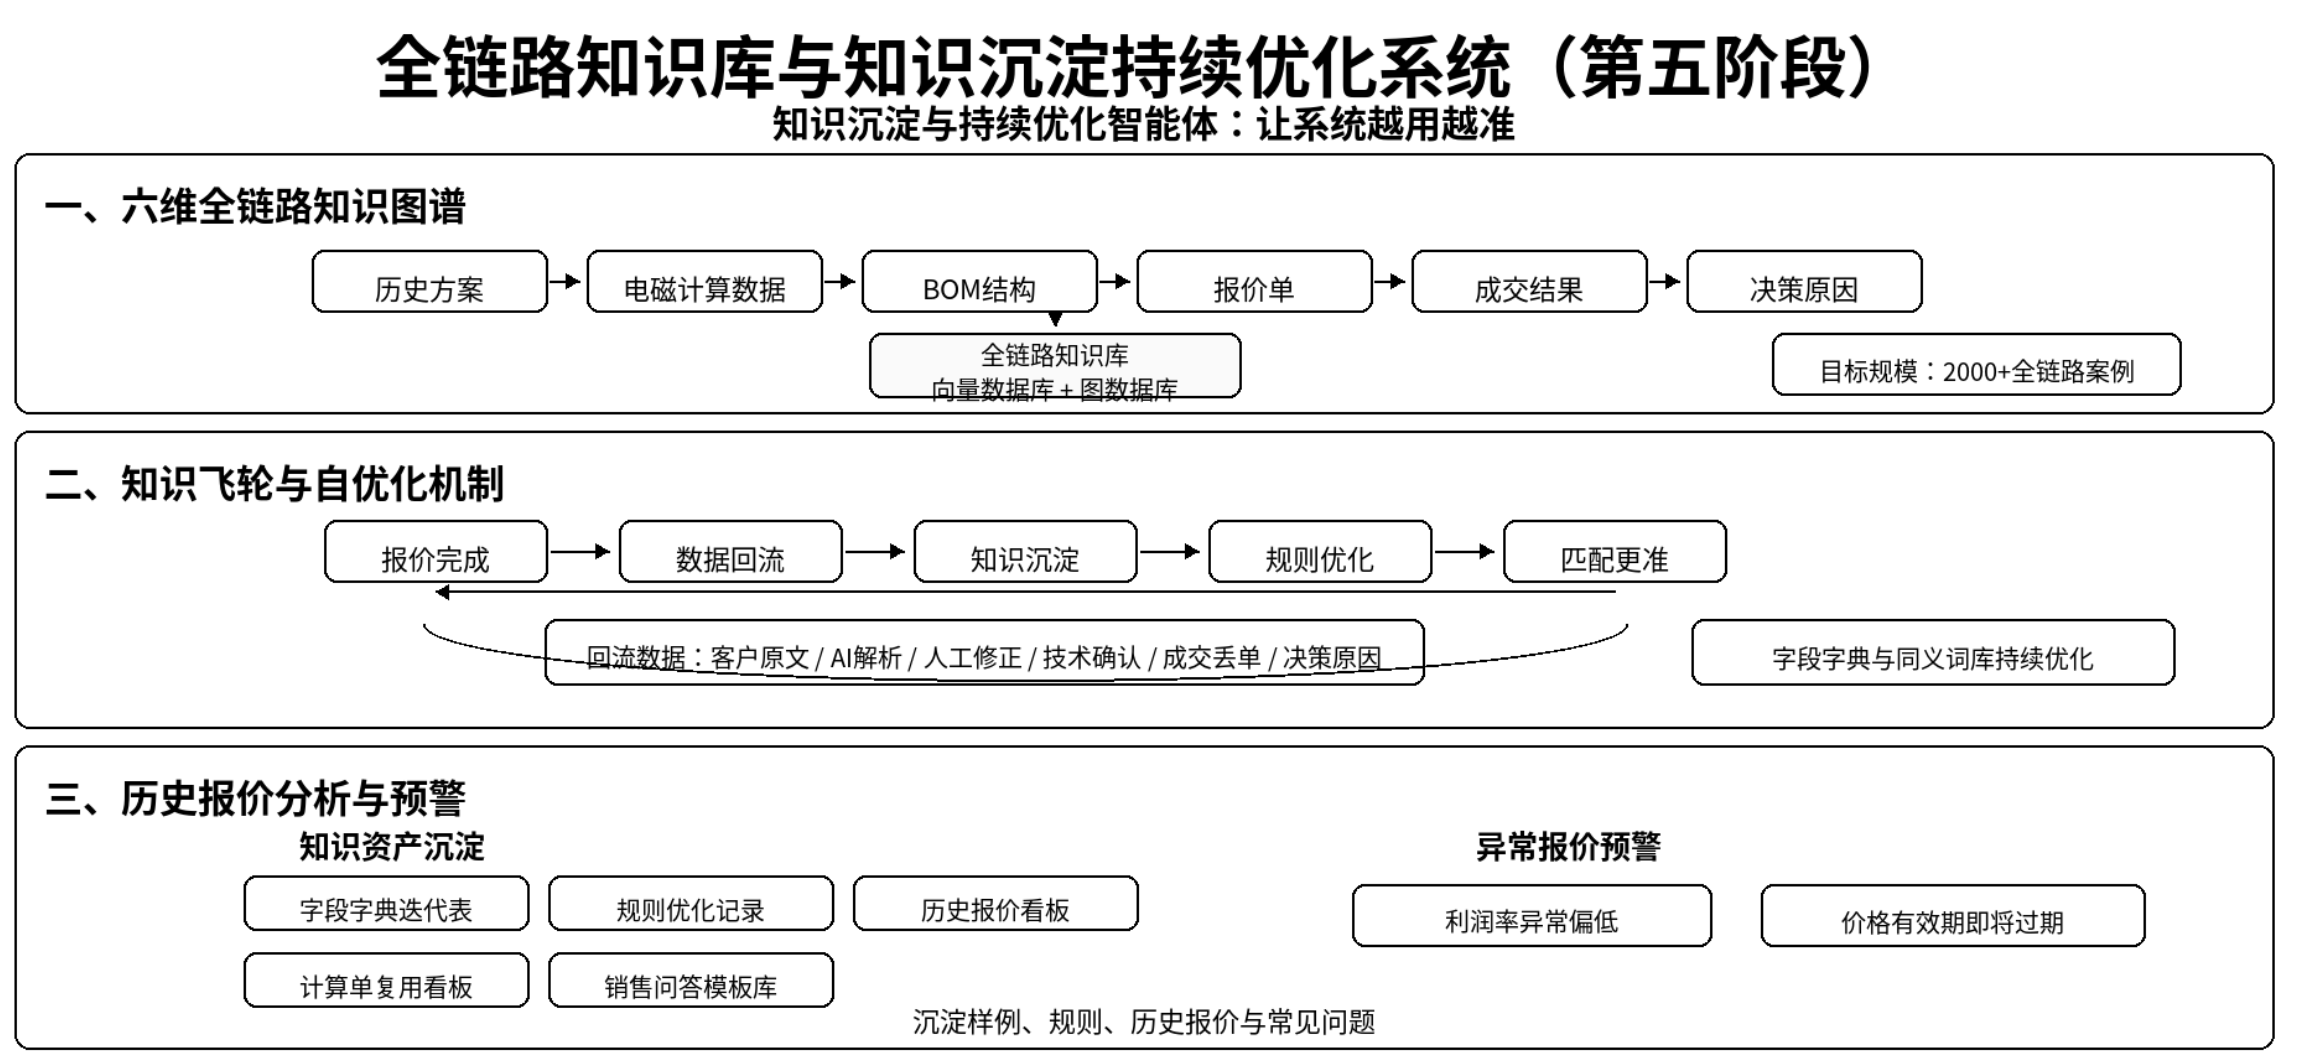 全链路知识库与知识沉淀持续优化系统（第五阶段）
知识沉淀与持续优化智能体：让系统越用越准
一、六维全链路知识图谱
历史方案
电磁计算数据
BOM结构
报价单
成交结果
决策原因
全链路知识库
向量数据库 + 图数据库
目标规模：2000+全链路案例
二、知识飞轮与自优化机制
报价完成
数据回流
知识沉淀
规则优化
匹配更准
回流数据：客户原文 / AI解析 / 人工修正 / 技术确认 / 成交丢单 / 决策原因
字段字典与同义词库持续优化
三、历史报价分析与预警
知识资产沉淀
字段字典迭代表
规则优化记录
历史报价看板
计算单复用看板
销售问答模板库
异常报价预警
利润率异常偏低
价格有效期即将过期
沉淀样例、规则、历史报价与常见问题